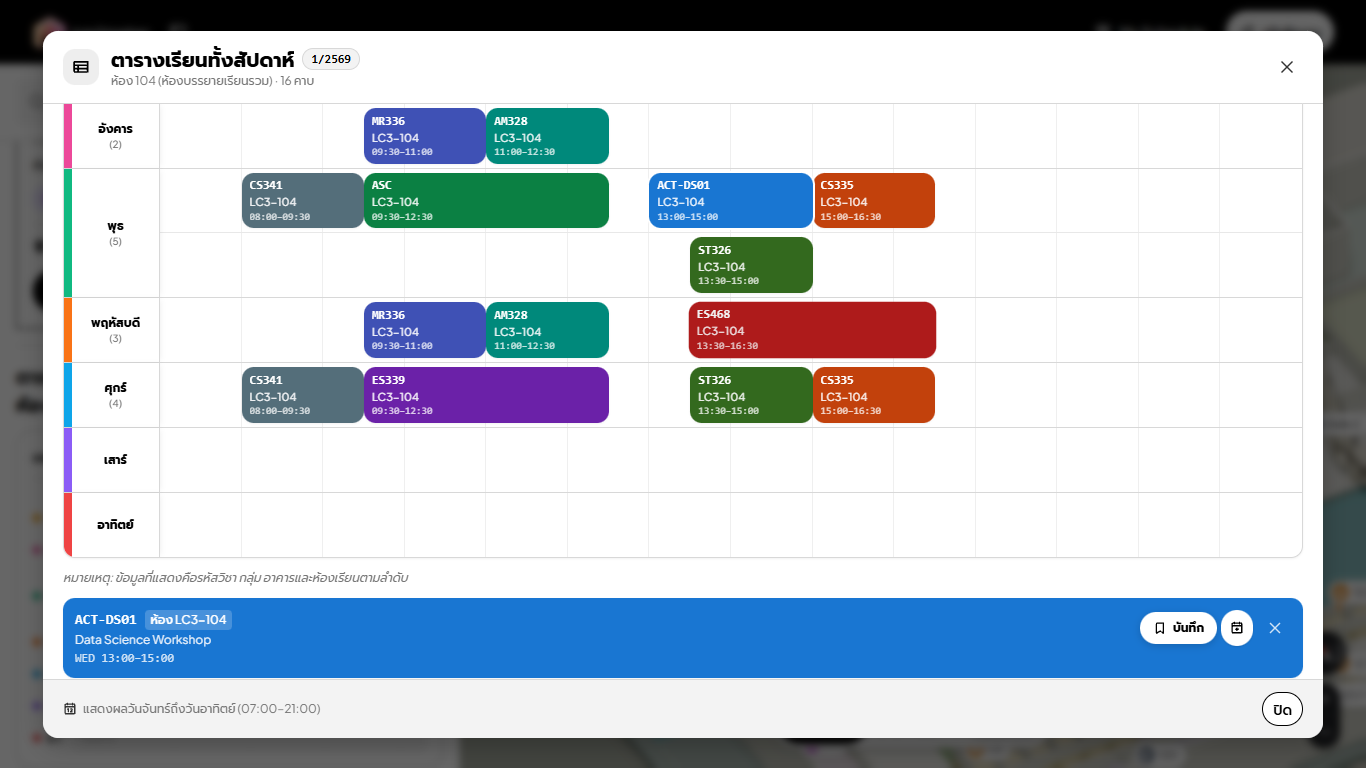 ตารางเรียนทั้งสัปดาห์ 1/2569
ห้อง 104 (ห้องบรรยายเรียนรวม) · 16 คาบ
อังคาร
(2)
MR336
LC3-104
09:30-11:00
AM328
LC3-104
11:00-12:30
พุธ
(5)
CS341
LC3-104
08:00-09:30
ASC
LC3-104
09:30-12:30
ACT-DS01
LC3-104
13:00-15:00
CS335
LC3-104
15:00-16:30
ST326
LC3-104
13:30-15:00
พฤหัสบดี
(3)
MR336
LC3-104
09:30-11:00
AM328
LC3-104
11:00-12:30
ES468
LC3-104
13:30-16:30
ศุกร์
(4)
CS341
LC3-104
08:00-09:30
ES339
LC3-104
09:30-12:30
ST326
LC3-104
13:30-15:00
CS335
LC3-104
15:00-16:30
เสาร์
อาทิตย์
หมายเหตุ: ข้อมูลที่แสดงคือรหัสวิชา กลุ่ม อาคารและห้องเรียนตามลำดับ
ACT-DS01 ห้อง LC3-104
Data Science Workshop
WED 13:00-15:00
บันทึก
แสดงผลวันจันทร์ถึงวันอาทิตย์ (07:00-21:00)
ปิด